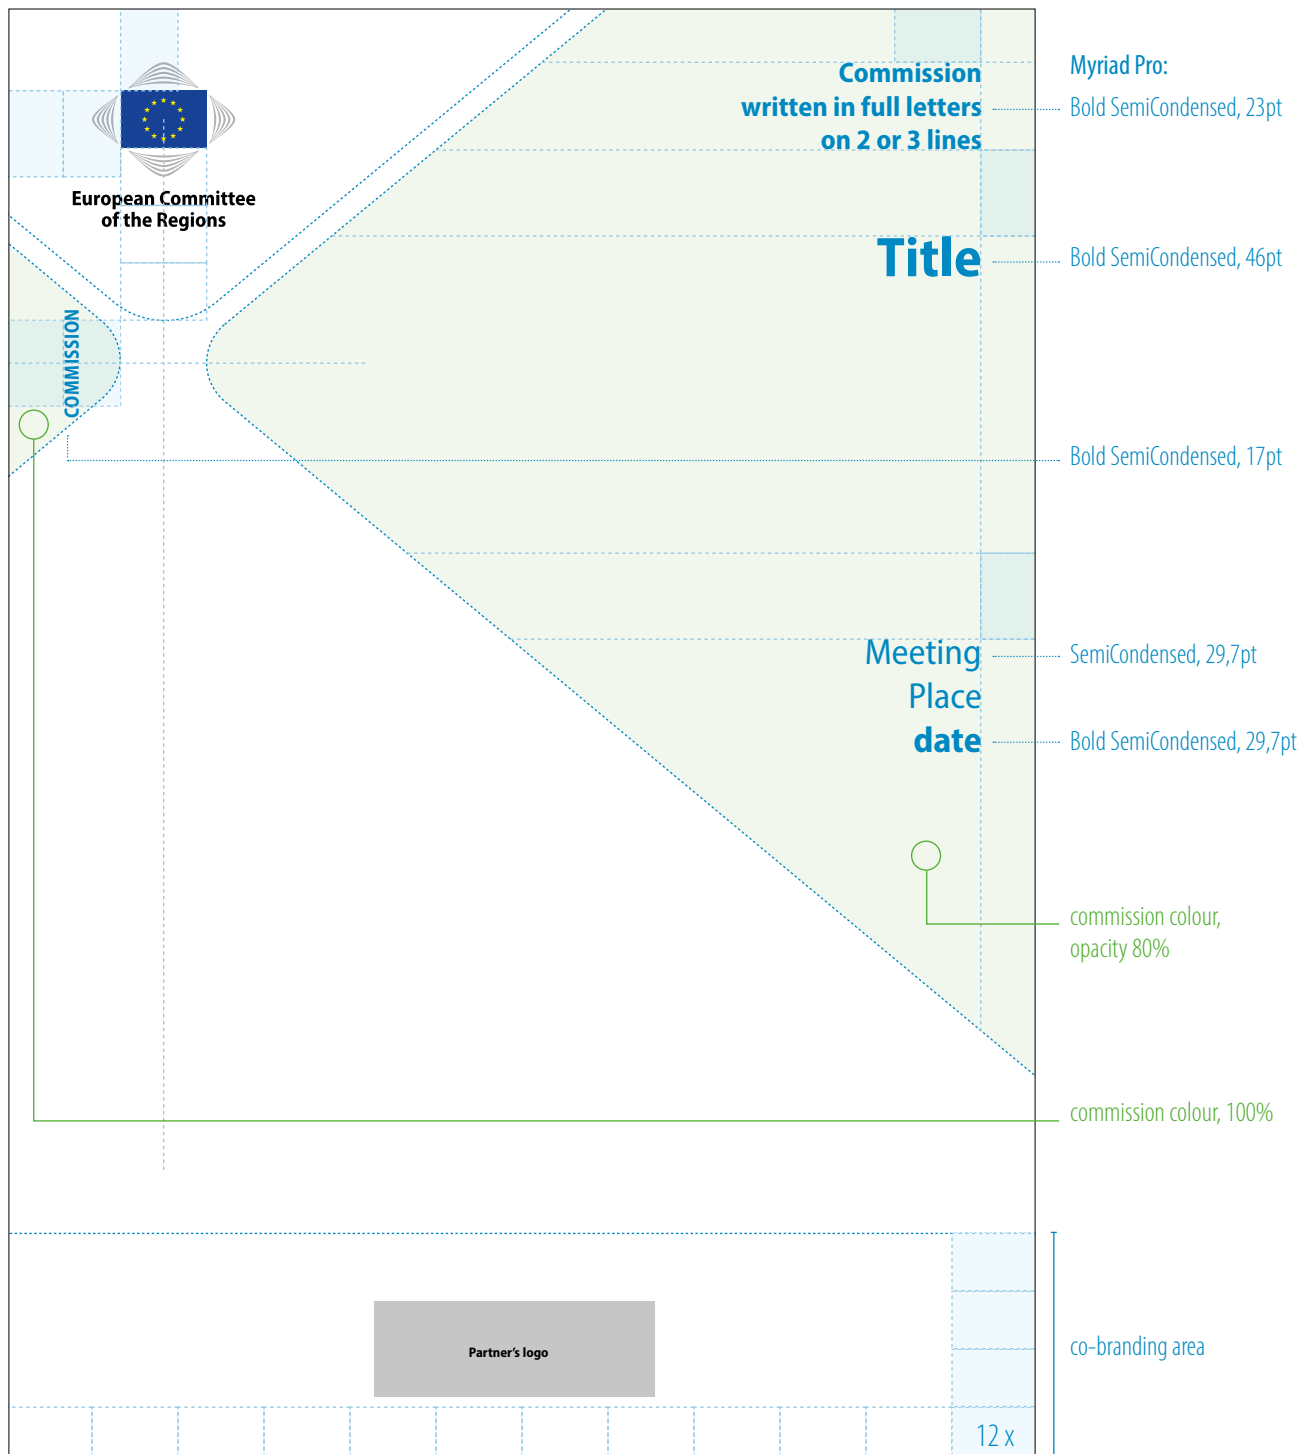 Commission
written in full letters
on 2 or 3 lines
Myriad Pro:
Bold SemiCondensed, 23pt
European Committee
of the Regions
Title
Bold SemiCondensed, 46pt
COMMISSION
Bold SemiCondensed, 17pt
Meeting
Place
date
SemiCondensed, 29,7pt
Bold SemiCondensed, 29,7pt
commission colour,
opacity 80%
commission colour, 100%
Partner's logo
co-branding area
12 x